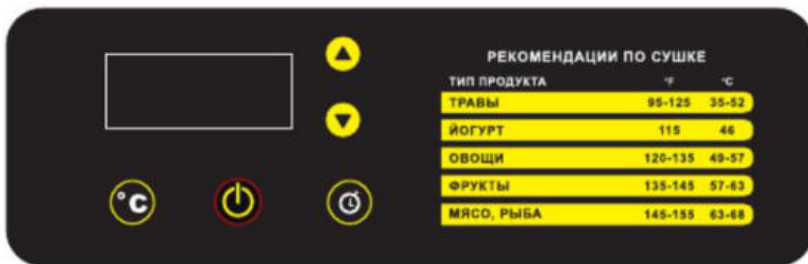 РЕКОМЕНДАЦИИ ПО СУШКЕ
ТИП ПРОДУКТА °F °C
ТРАВЫ 95-125 35-52
ЙОГУРТ 115 46
ОВОЩИ 120-135 49-57
ФРУКТЫ 135-145 57-63
МЯСО, РЫБА 145-155 63-68
°C